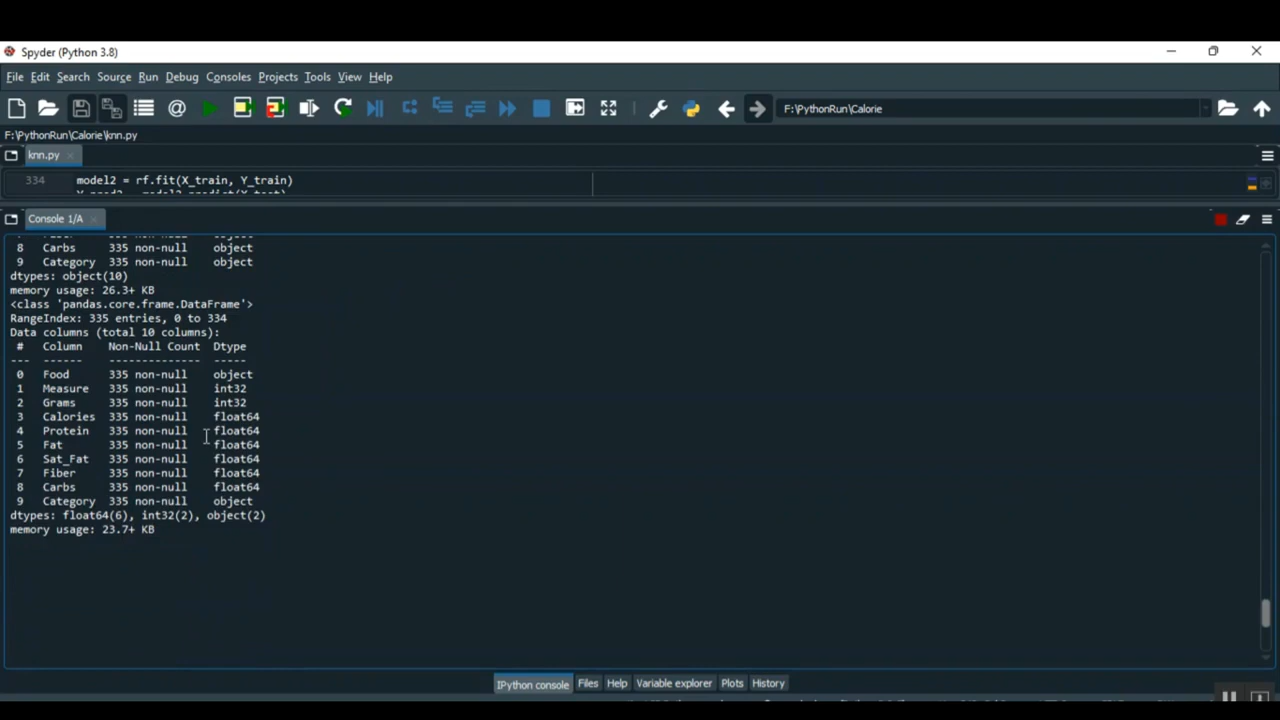 Spyder (Python 3.8)
File Edit Search Source Run Debug Consoles Projects Tools View Help
F:\PythonRun\Calorie
F:\PythonRun\Calorie\knn.py
knn.py
334 model2 = rf.fit(X_train, Y_train)
Console 1/A
8 Carbs 335 non-null object
9 Category 335 non-null object
dtypes: object(10)
memory usage: 26.3+ KB
<class 'pandas.core.frame.DataFrame'>
RangeIndex: 335 entries, 0 to 334
Data columns (total 10 columns):
# Column Non-Null Count Dtype
--- ------ -------------- -----
0 Food 335 non-null object
1 Measure 335 non-null int32
2 Grams 335 non-null int32
3 Calories 335 non-null float64
4 Protein 335 non-null float64
5 Fat 335 non-null float64
6 Sat_Fat 335 non-null float64
7 Fiber 335 non-null float64
8 Carbs 335 non-null float64
9 Category 335 non-null object
dtypes: float64(6), int32(2), object(2)
memory usage: 23.7+ KB
IPython console Files Help Variable explorer Plots History